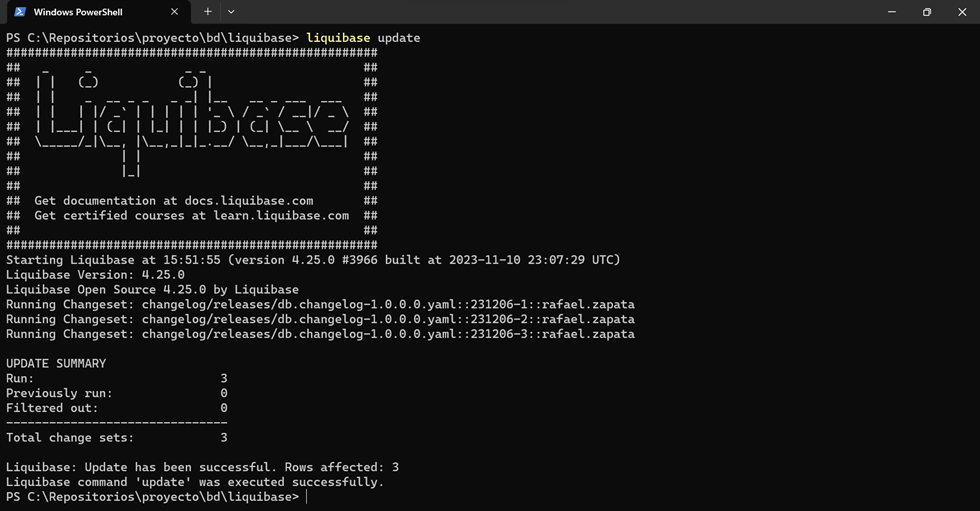 Windows PowerShell
PS C:\Repositorios\proyecto\bd\liquibase> liquibase update
####################################################
##   _     _             _ _                      ##
##  | |   (_)           (_) |                     ##
##  | |    _  __ _ _   _ _| |__   __ _ ___  ___   ##
##  | |   | |/ _` | | | | | '_ \ / _` / __|/ _ \  ##
##  | |___| | (_| | |_| | | |_) | (_| \__ \  __/  ##
##  \_____/_|\__, |\__,_|_|_.__/ \__,_|___/\___|  ##
##              | |                               ##
##              |_|                               ##
##                                                ##
##  Get documentation at docs.liquibase.com       ##
##  Get certified courses at learn.liquibase.com  ##
##                                                ##
####################################################
Starting Liquibase at 15:51:55 (version 4.25.0 #3966 built at 2023-11-10 23:07:29 UTC)
Liquibase Version: 4.25.0
Liquibase Open Source 4.25.0 by Liquibase
Running Changeset: changelog/releases/db.changelog-1.0.0.0.yaml::231206-1::rafael.zapata
Running Changeset: changelog/releases/db.changelog-1.0.0.0.yaml::231206-2::rafael.zapata
Running Changeset: changelog/releases/db.changelog-1.0.0.0.yaml::231206-3::rafael.zapata
UPDATE SUMMARY
Run:                          3
Previously run:               0
Filtered out:                 0
-------------------------------
Total change sets:            3
Liquibase: Update has been successful. Rows affected: 3
Liquibase command 'update' was executed successfully.
PS C:\Repositorios\proyecto\bd\liquibase>